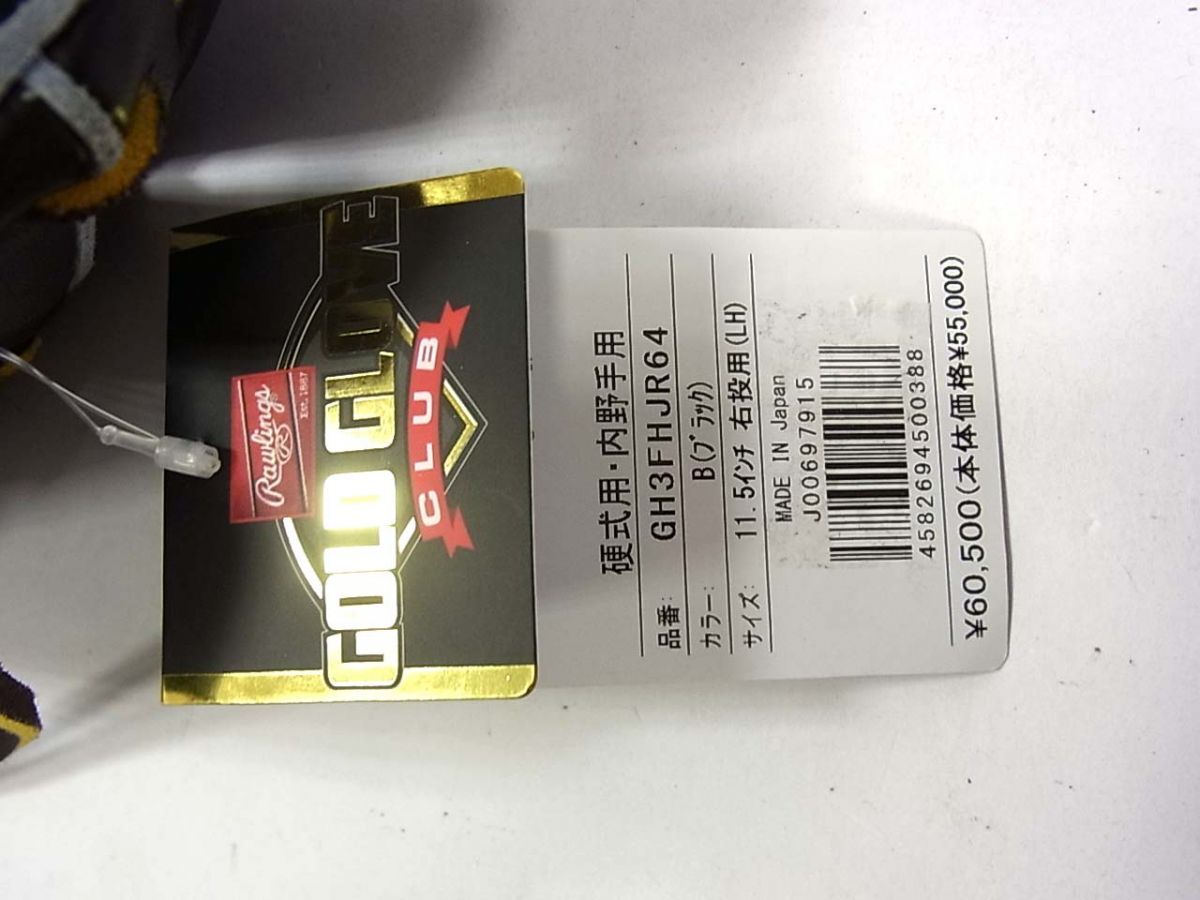 Rawlings
Est. 1887
GOLD GLOVE
CLUB
硬式用・内野手用
品番: GH3FHJR64
カラー: B(ブラック)
サイズ: 11.5インチ 右投用(LH)
MADE IN Japan
J00697915
4582694500388
¥60,500(本体価格¥55,000)